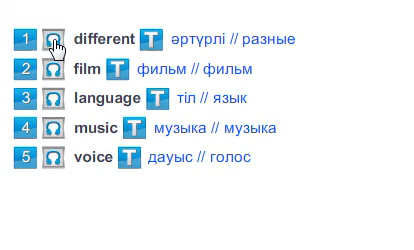 1 different T әртүрлі // разные
2 film T фильм // фильм
3 language T тіл // язык
4 music T музыка // музыка
5 voice T дауыс // голос